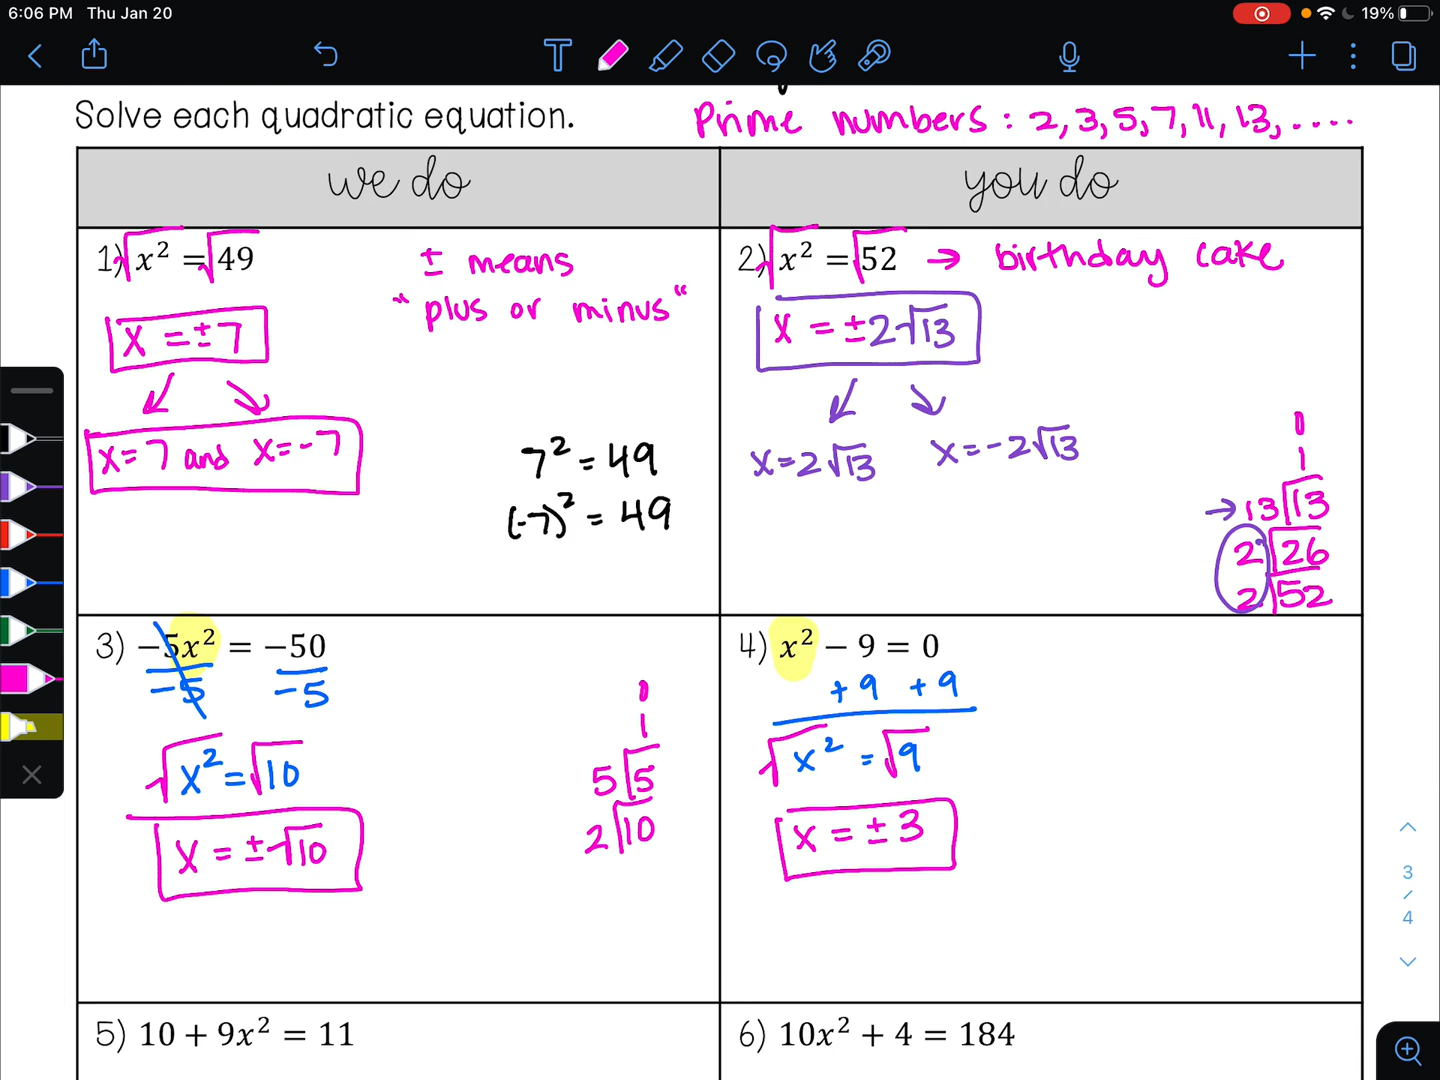 6:06 PM Thu Jan 20
19%
T
Solve each quadratic equation.
Prime numbers : 2, 3, 5, 7, 11, 13, ....
we do
you do
1) √x² = √49
± means
"plus or minus"
x = ±7
x = 7 and x = -7
7² = 49
(-7)² = 49
2) √x² = √52 → birthday cake
x = ±2√13
x = 2√13
x = -2√13
1
→ 13 13
2 26
2 52
3) −5x² = −50
-5 -5
√x² = √10
x = ±√10
1
5 5
2 10
4) x² − 9 = 0
+9 +9
√x² = √9
x = ±3
3
/
4
5) 10 + 9x² = 11
6) 10x² + 4 = 184